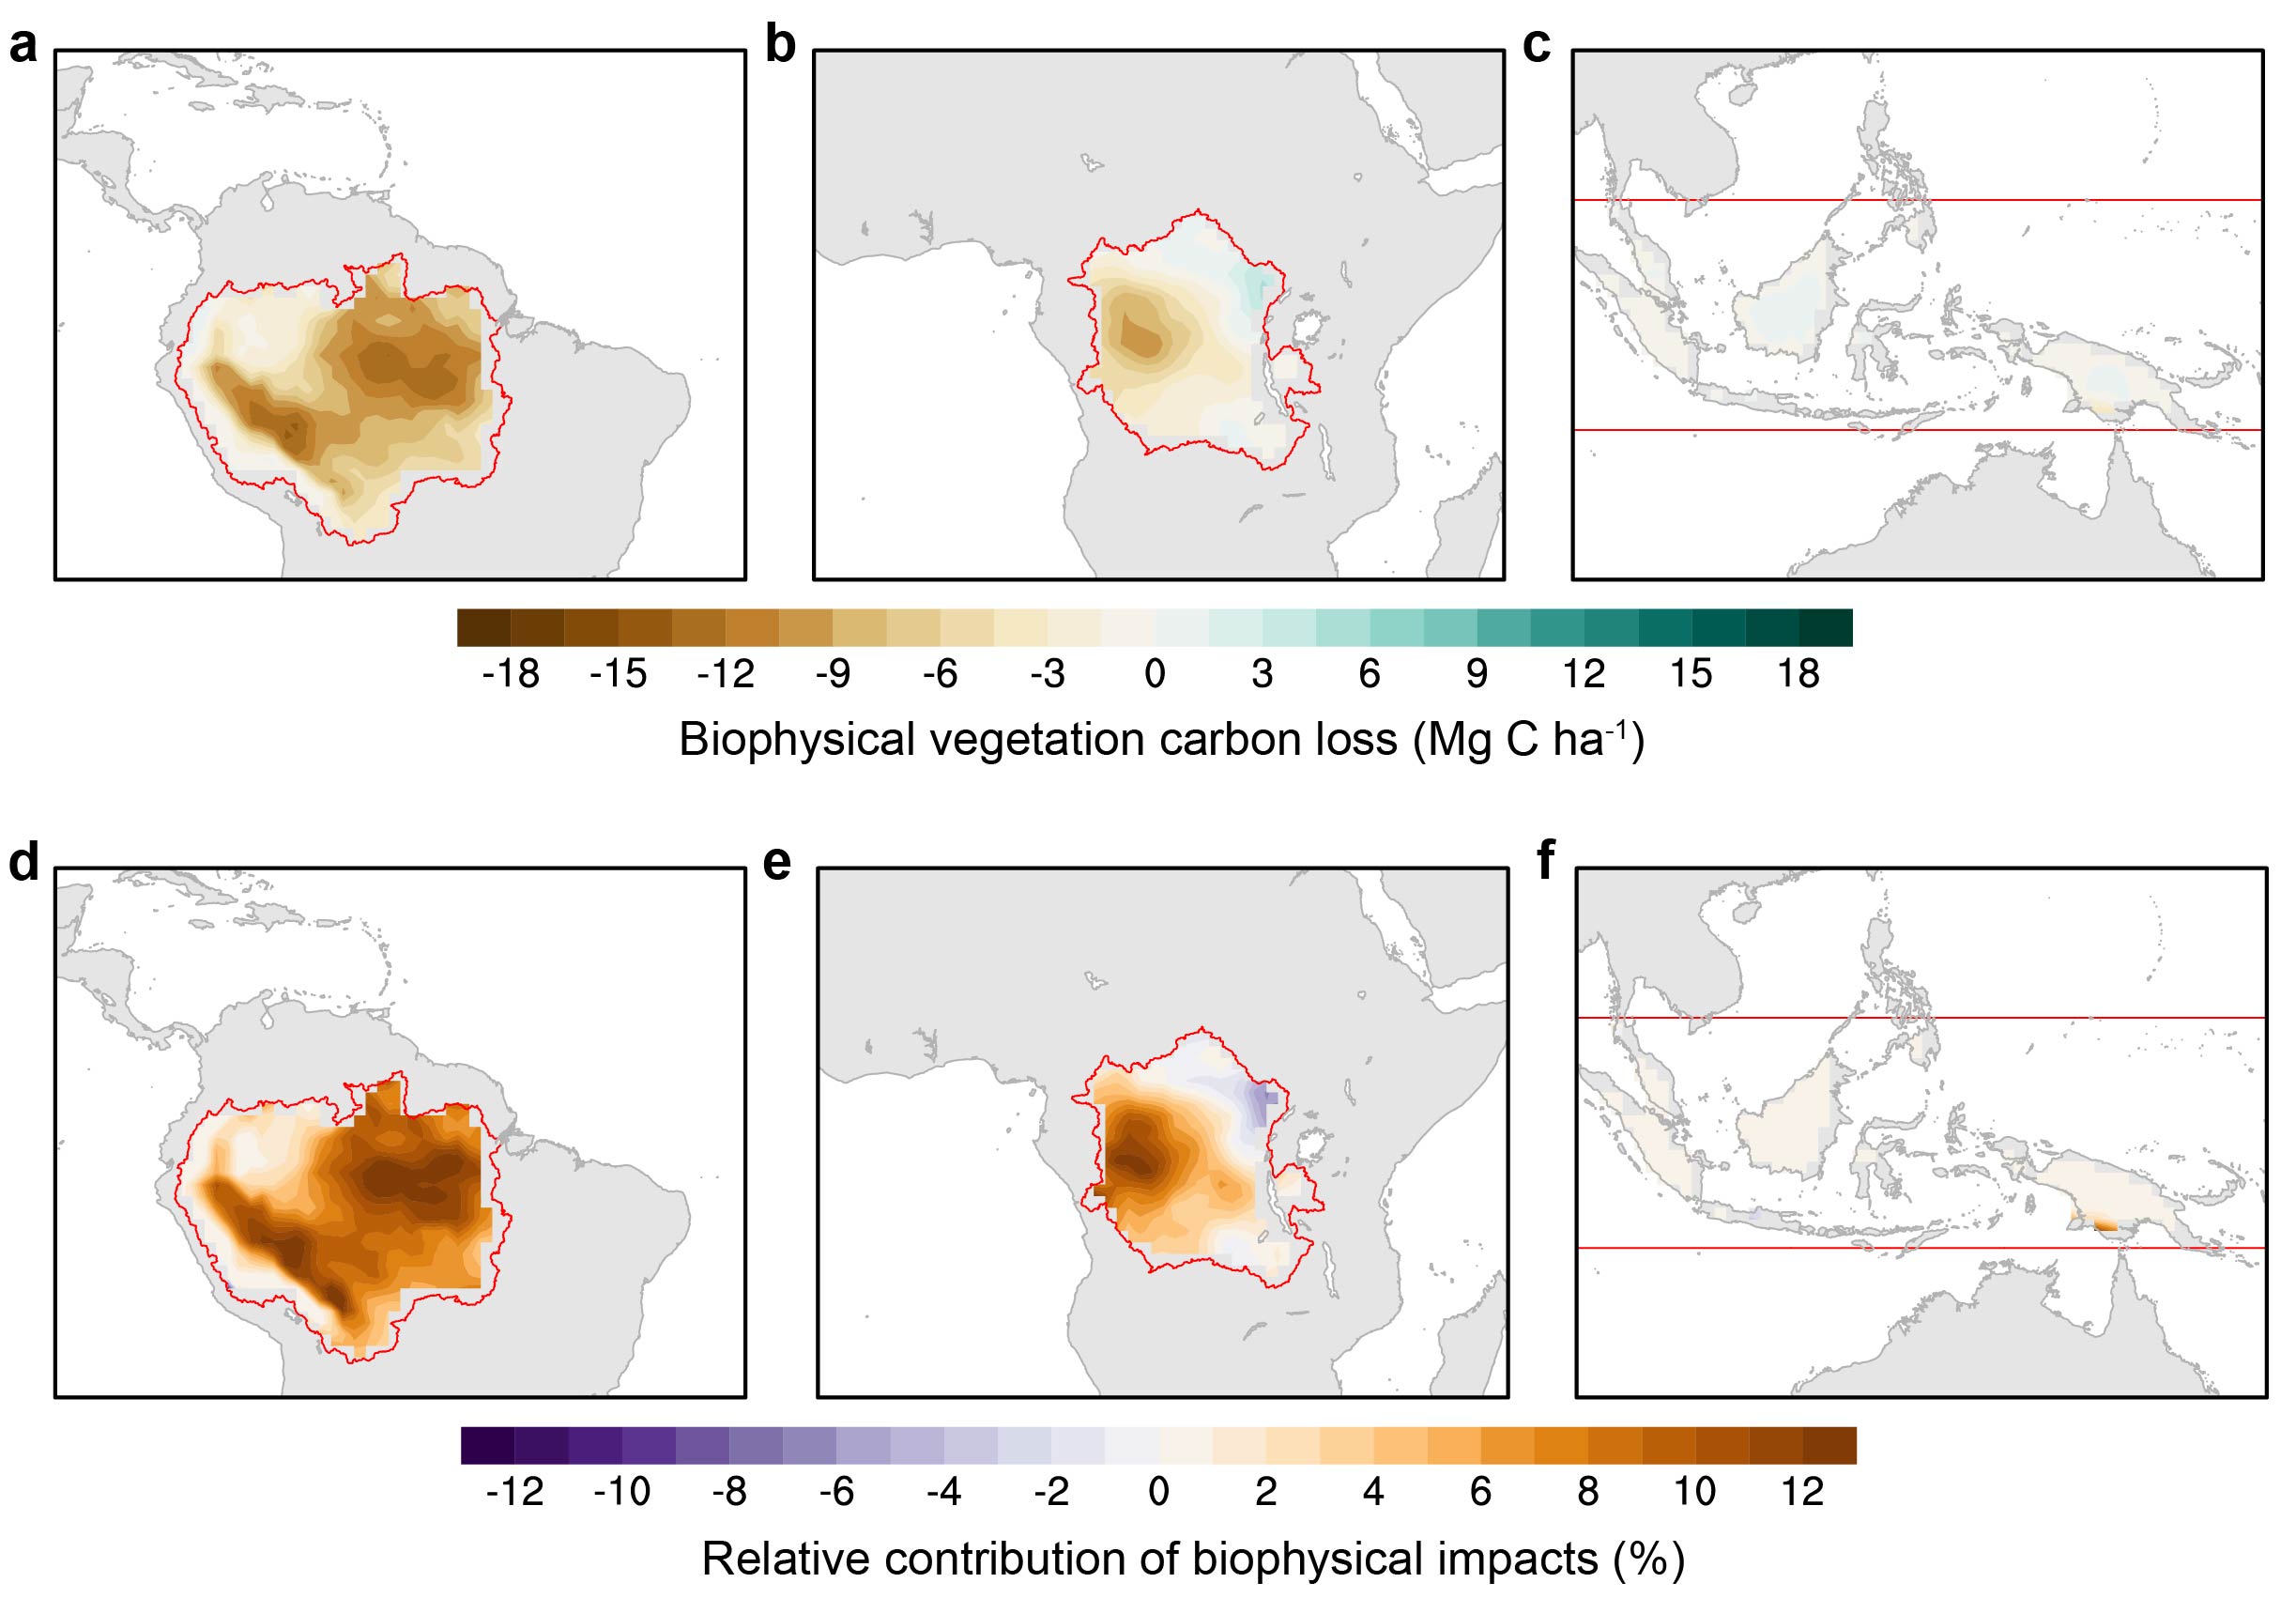 a b c
-18 -15 -12 -9 -6 -3 0 3 6 9 12 15 18
Biophysical vegetation carbon loss (Mg C ha-1)
d e f
-12 -10 -8 -6 -4 -2 0 2 4 6 8 10 12
Relative contribution of biophysical impacts (%)